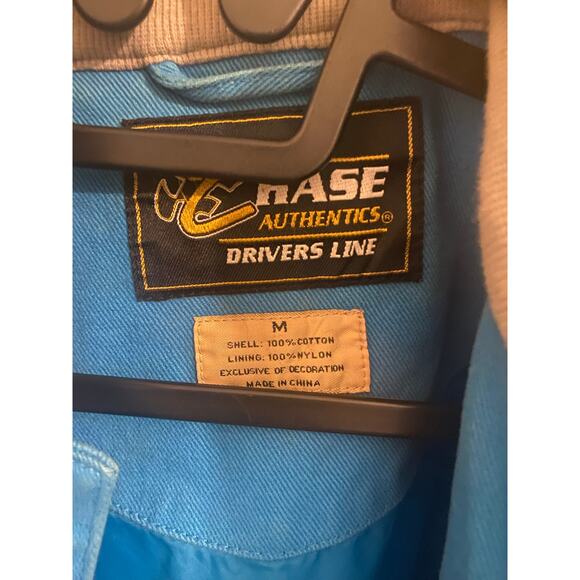 CHASE
AUTHENTICS®
DRIVERS LINE
M
SHELL: 100% COTTON
LINING: 100% NYLON
EXCLUSIVE OF DECORATION
MADE IN CHINA